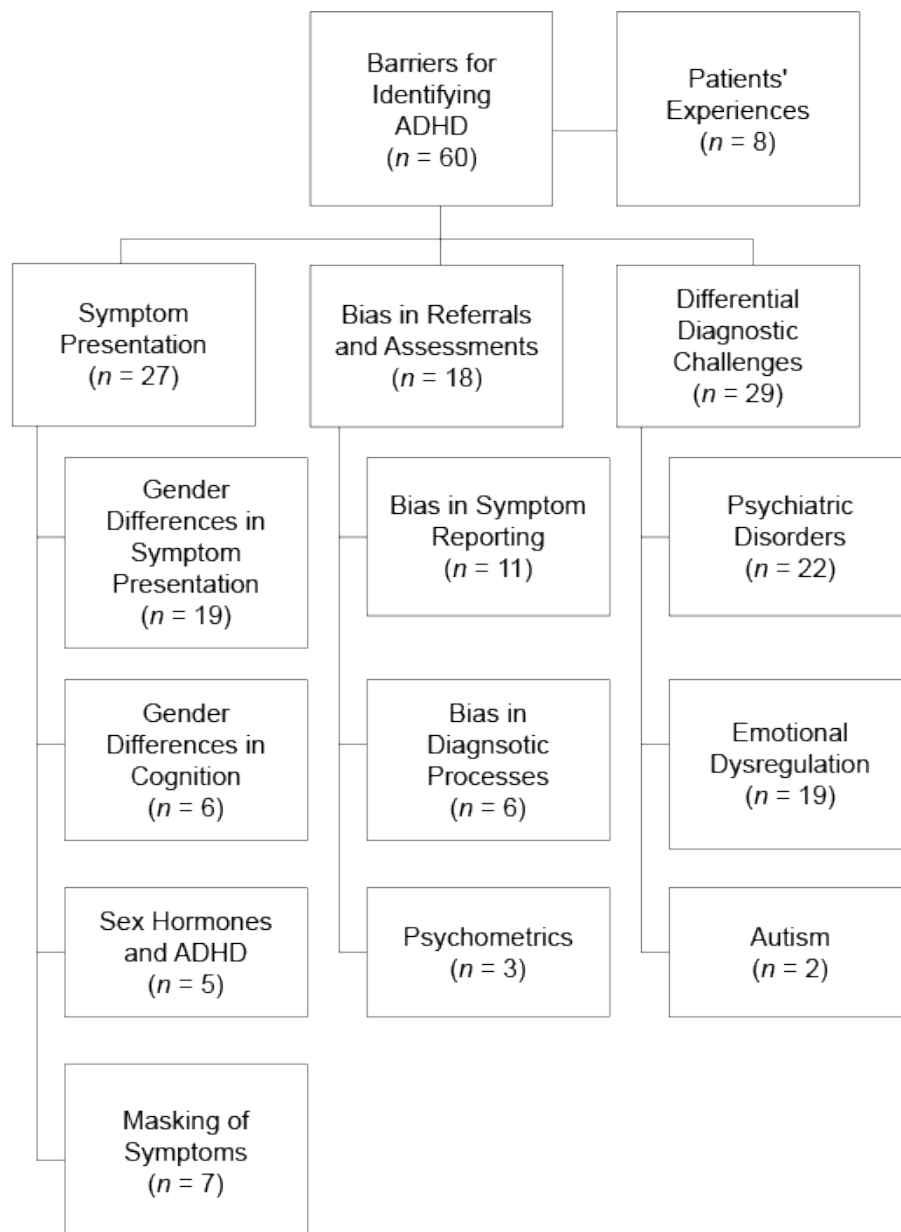 Barriers for
Identifying
ADHD
(n = 60)
Patients'
Experiences
(n = 8)
Symptom
Presentation
(n = 27)
Bias in Referrals
and Assessments
(n = 18)
Differential
Diagnostic
Challenges
(n = 29)
Gender
Differences in
Symptom
Presentation
(n = 19)
Bias in Symptom
Reporting
(n = 11)
Psychiatric
Disorders
(n = 22)
Gender
Differences in
Cognition
(n = 6)
Bias in
Diagnsotic
Processes
(n = 6)
Emotional
Dysregulation
(n = 19)
Sex Hormones
and ADHD
(n = 5)
Psychometrics
(n = 3)
Autism
(n = 2)
Masking of
Symptoms
(n = 7)